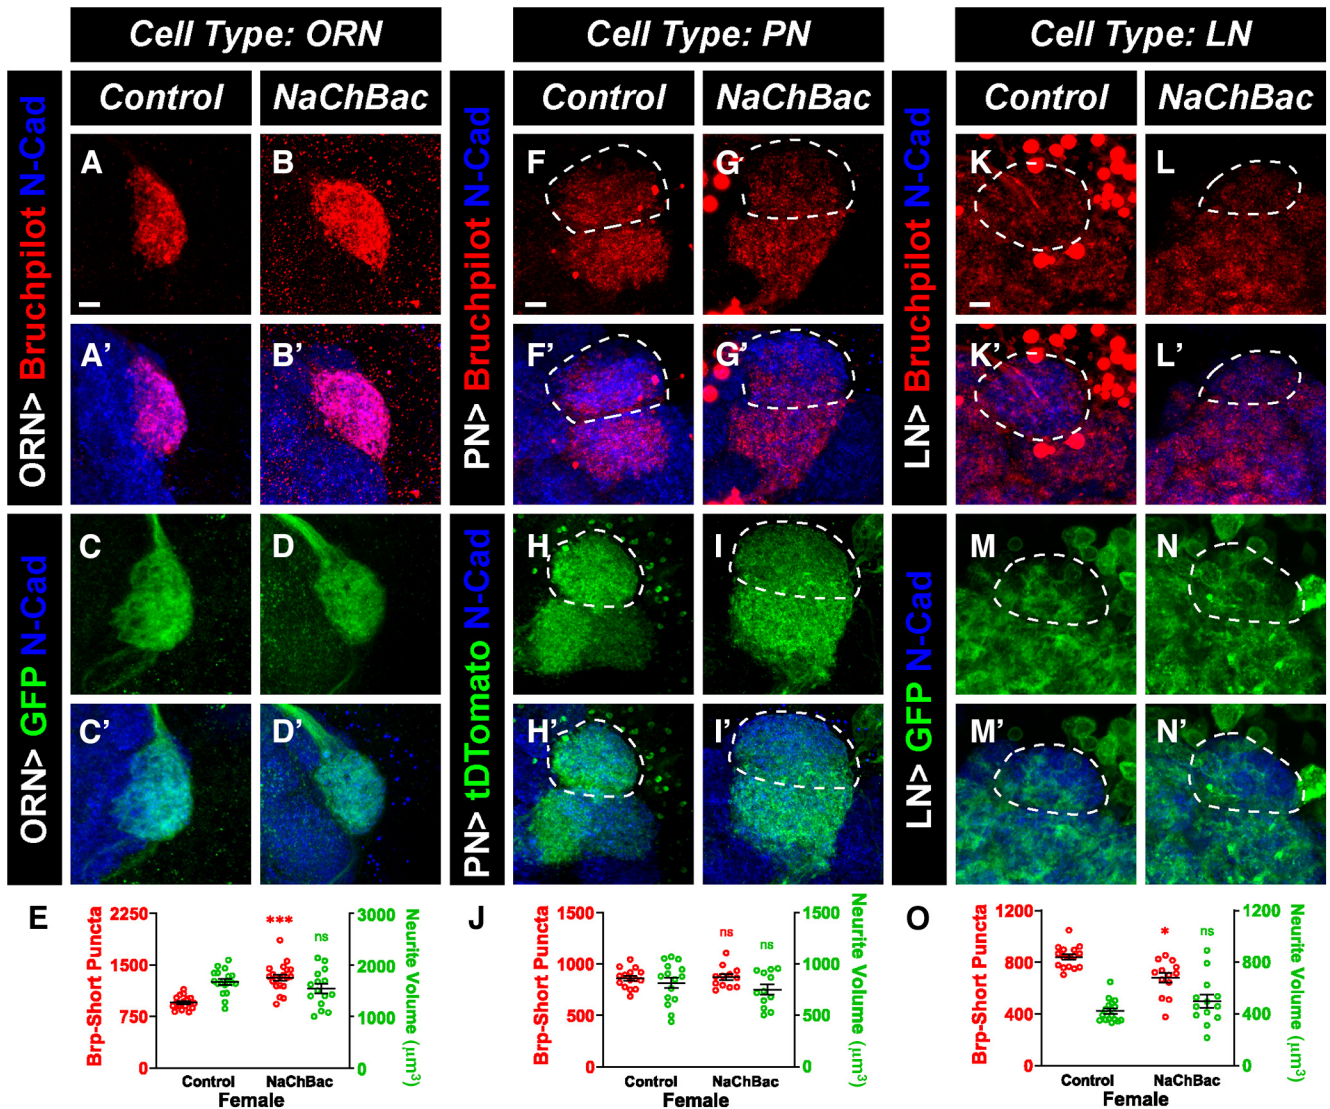 Cell Type: ORN
Cell Type: PN
Cell Type: LN
Control
NaChBac
Control
NaChBac
Control
NaChBac
ORN> Bruchpilot N-Cad
PN> Bruchpilot N-Cad
LN> Bruchpilot N-Cad
A
B
F
G
K
L
A’
B’
F’
G’
K’
L’
ORN> GFP N-Cad
PN> tDTomato N-Cad
LN> GFP N-Cad
C
D
H
I
M
N
C’
D’
H’
I’
M’
N’
E
Brp-Short Puncta
2250
1500
750
0
***
ns
3000
2000
1000
0
Neurite Volume (μm³)
Control
NaChBac
Female
J
Brp-Short Puncta
1500
1000
500
0
ns
ns
1500
1000
500
0
Neurite Volume (μm³)
Control
NaChBac
Female
O
Brp-Short Puncta
1200
800
400
0
*
ns
1200
800
400
0
Neurite Volume (μm³)
Control
NaChBac
Female